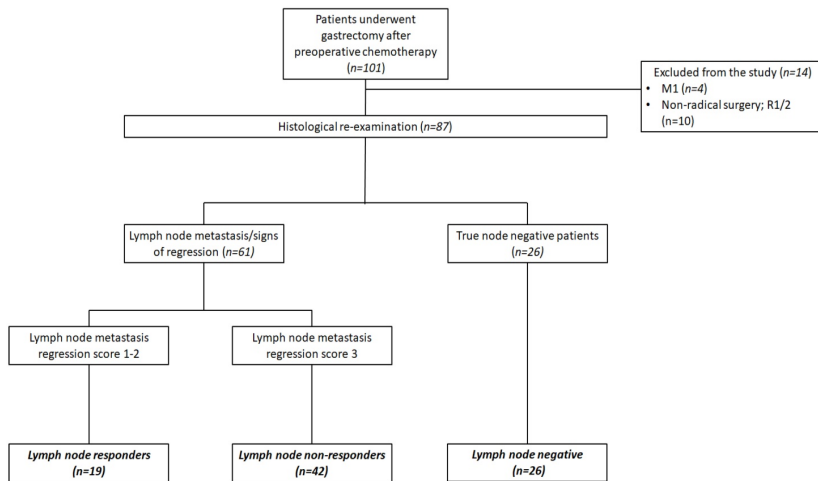 Patients underwent
gastrectomy after
preoperative chemotherapy
(n=101)
Excluded from the study (n=14)
• M1 (n=4)
• Non-radical surgery; R1/2
(n=10)
Histological re-examination (n=87)
Lymph node metastasis/signs
of regression (n=61)
True node negative patients
(n=26)
Lymph node metastasis
regression score 1-2
Lymph node metastasis
regression score 3
Lymph node responders
(n=19)
Lymph node non-responders
(n=42)
Lymph node negative
(n=26)